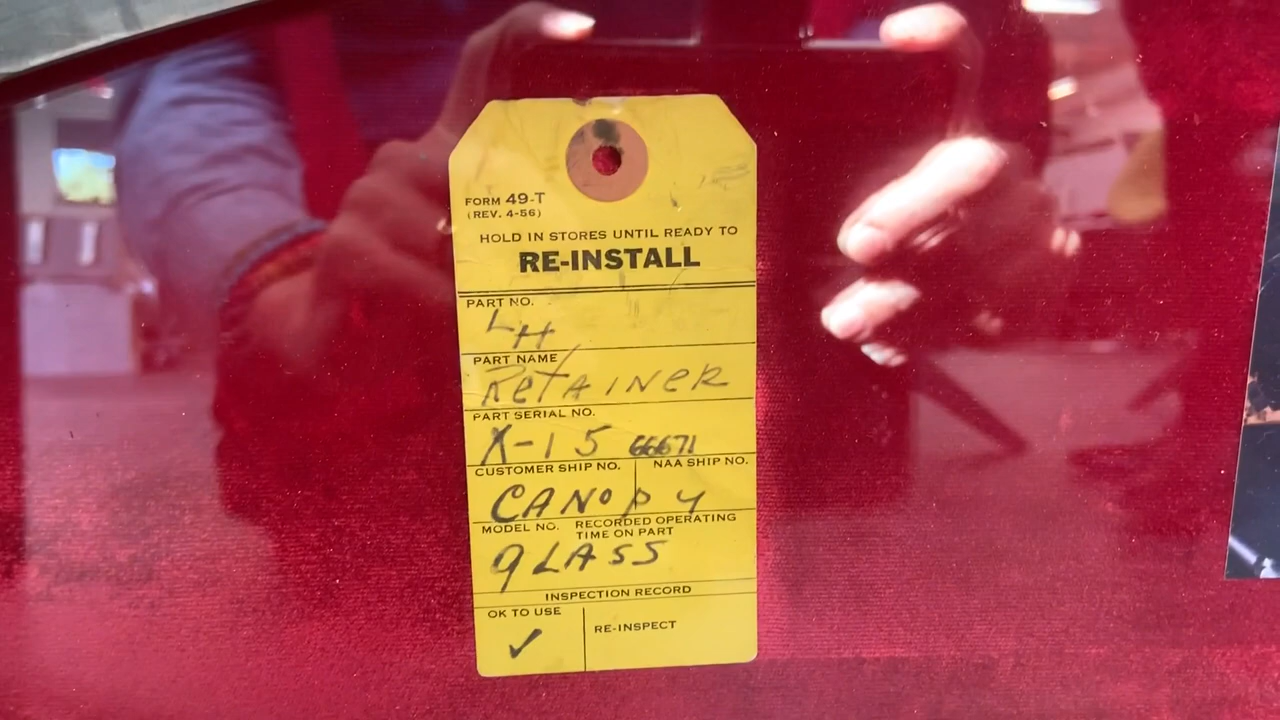 FORM 49-T
(REV. 4-56)
HOLD IN STORES UNTIL READY TO
RE-INSTALL
PART NO.
LH
PART NAME
RetAINeR
PART SERIAL NO.
X-15 66671
CUSTOMER SHIP NO. NAA SHIP NO.
CANOpy
MODEL NO. RECORDED OPERATING
TIME ON PART
gLASS
INSPECTION RECORD
OK TO USE
✓
RE-INSPECT